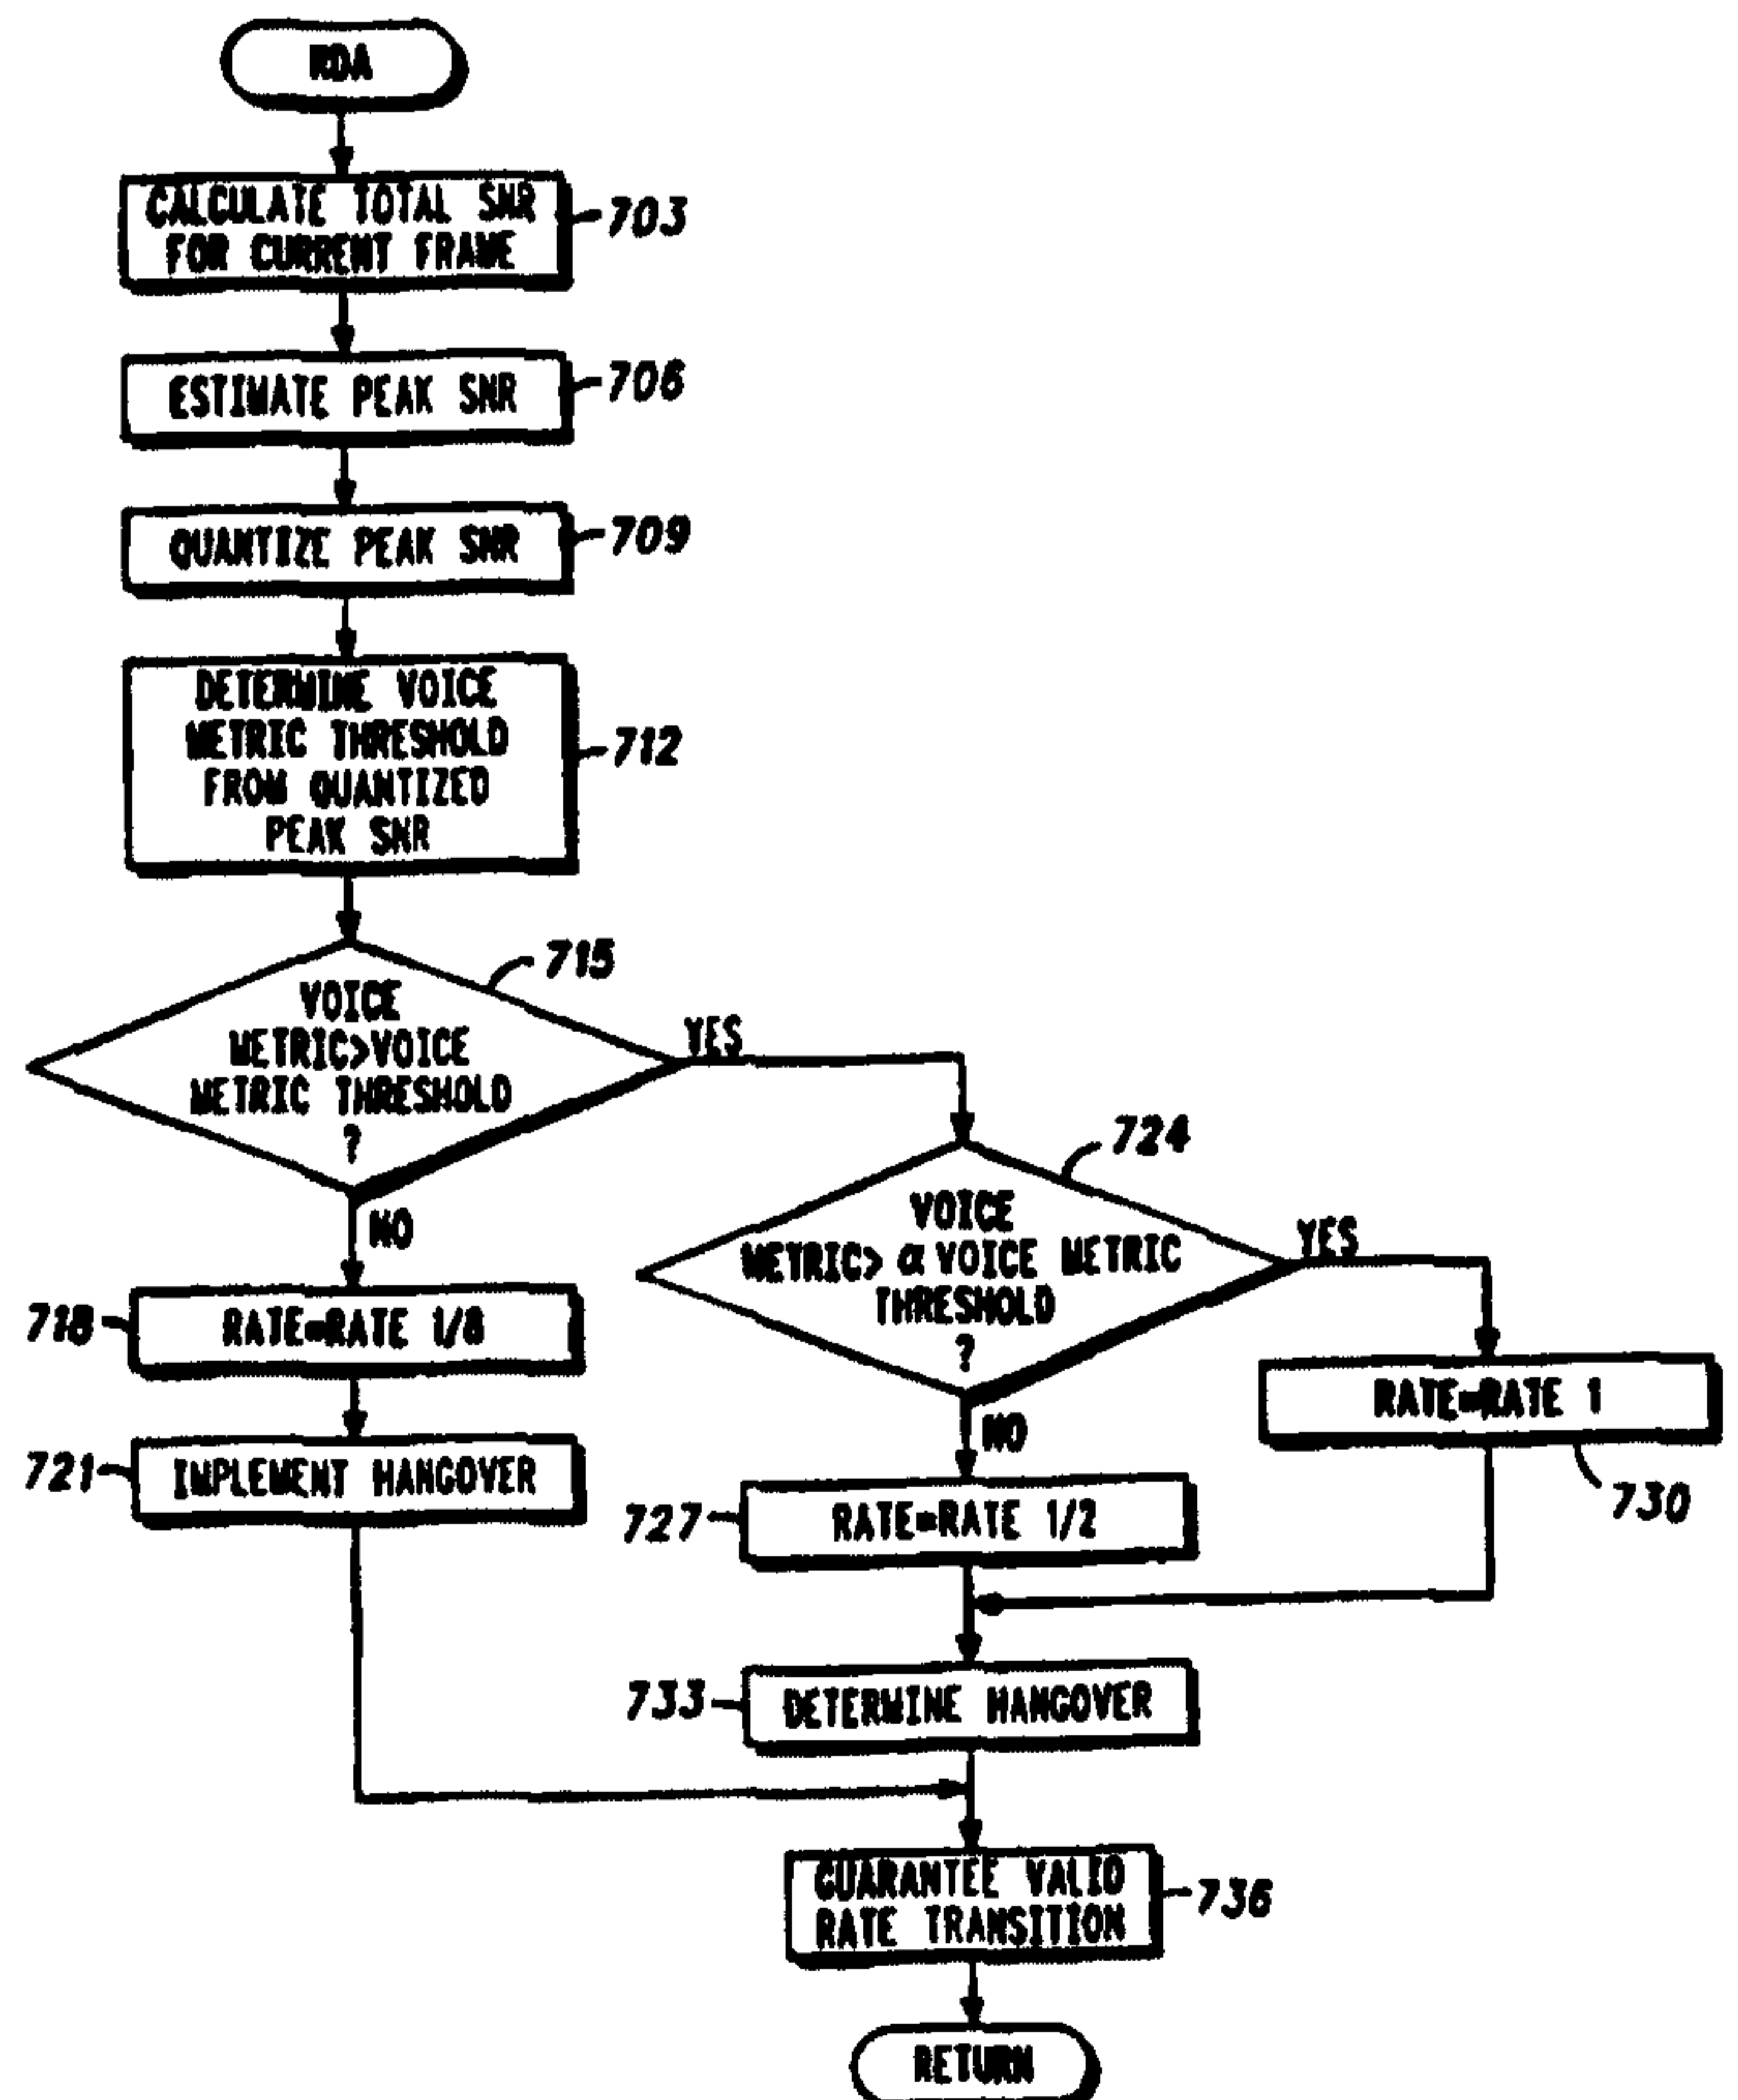 RDA
CALCULATE TOTAL SNR
FOR CURRENT FRAME
703
ESTIMATE PEAK SNR
706
QUANTIZE PEAK SNR
709
DETERMINE VOICE
METRIC THRESHOLD
FROM QUANTIZED
PEAK SNR
712
715
VOICE
METRIC>VOICE
METRIC THRESHOLD
?
YES
NO
724
VOICE
METRIC> α VOICE METRIC
THRESHOLD
?
YES
NO
718
RATE=RATE 1/8
RATE=RATE 1
730
721
IMPLEMENT HANGOVER
727
RATE=RATE 1/2
733
DETERMINE HANGOVER
GUARANTEE VALID
RATE TRANSITION
736
RETURN